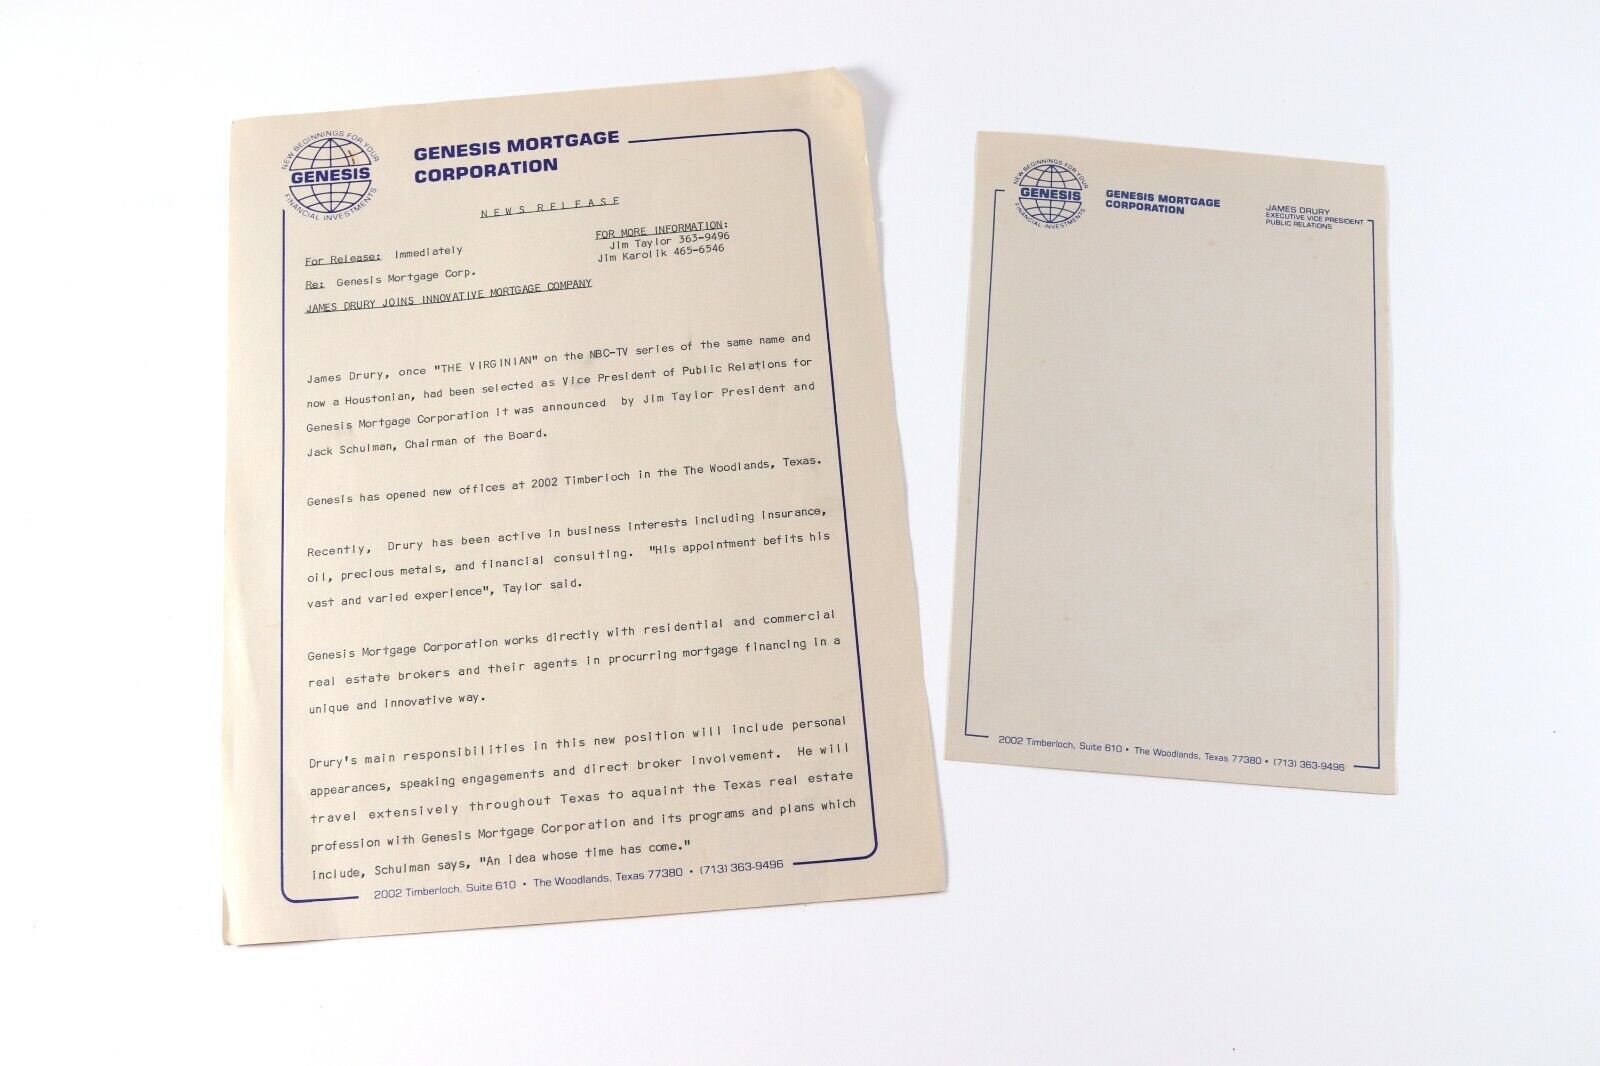 NEW BEGINNINGS FOR YOUR
GENESIS
FINANCIAL INVESTMENTS
GENESIS MORTGAGE
CORPORATION
NEWS RELEASE
FOR MORE INFORMATION:
Jim Taylor 363-9496
Jim Karolik 465-6546
For Release: Immediately
Re: Genesis Mortgage Corp.
JAMES DRURY JOINS INNOVATIVE MORTGAGE COMPANY
James Drury, once "THE VIRGINIAN" on the NBC-TV series of the same name and
now a Houstonian, had been selected as Vice President of Public Relations for
Genesis Mortgage Corporation it was announced by Jim Taylor President and
Jack Schulman, Chairman of the Board.
Genesis has opened new offices at 2002 Timberloch in the The Woodlands, Texas.
Recently, Drury has been active in business interests including insurance,
oil, precious metals, and financial consulting. "His appointment befits his
vast and varied experience", Taylor said.
Genesis Mortgage Corporation works directly with residential and commercial
real estate brokers and their agents in procurring mortgage financing in a
unique and innovative way.
Drury's main responsibilities in this new position will include personal
appearances, speaking engagements and direct broker involvement. He will
travel extensively throughout Texas to aquaint the Texas real estate
profession with Genesis Mortgage Corporation and its programs and plans which
include, Schulman says, "An idea whose time has come."
2002 Timberloch, Suite 610 • The Woodlands, Texas 77380 • (713) 363-9496
NEW BEGINNINGS FOR YOUR
GENESIS
FINANCIAL INVESTMENTS
GENESIS MORTGAGE
CORPORATION
JAMES DRURY
EXECUTIVE VICE PRESIDENT
PUBLIC RELATIONS
2002 Timberloch, Suite 610 • The Woodlands, Texas 77380 • (713) 363-9496